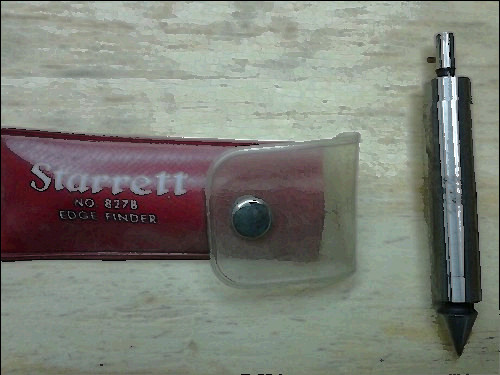 Starrett
NO 827B
EDGE FINDER